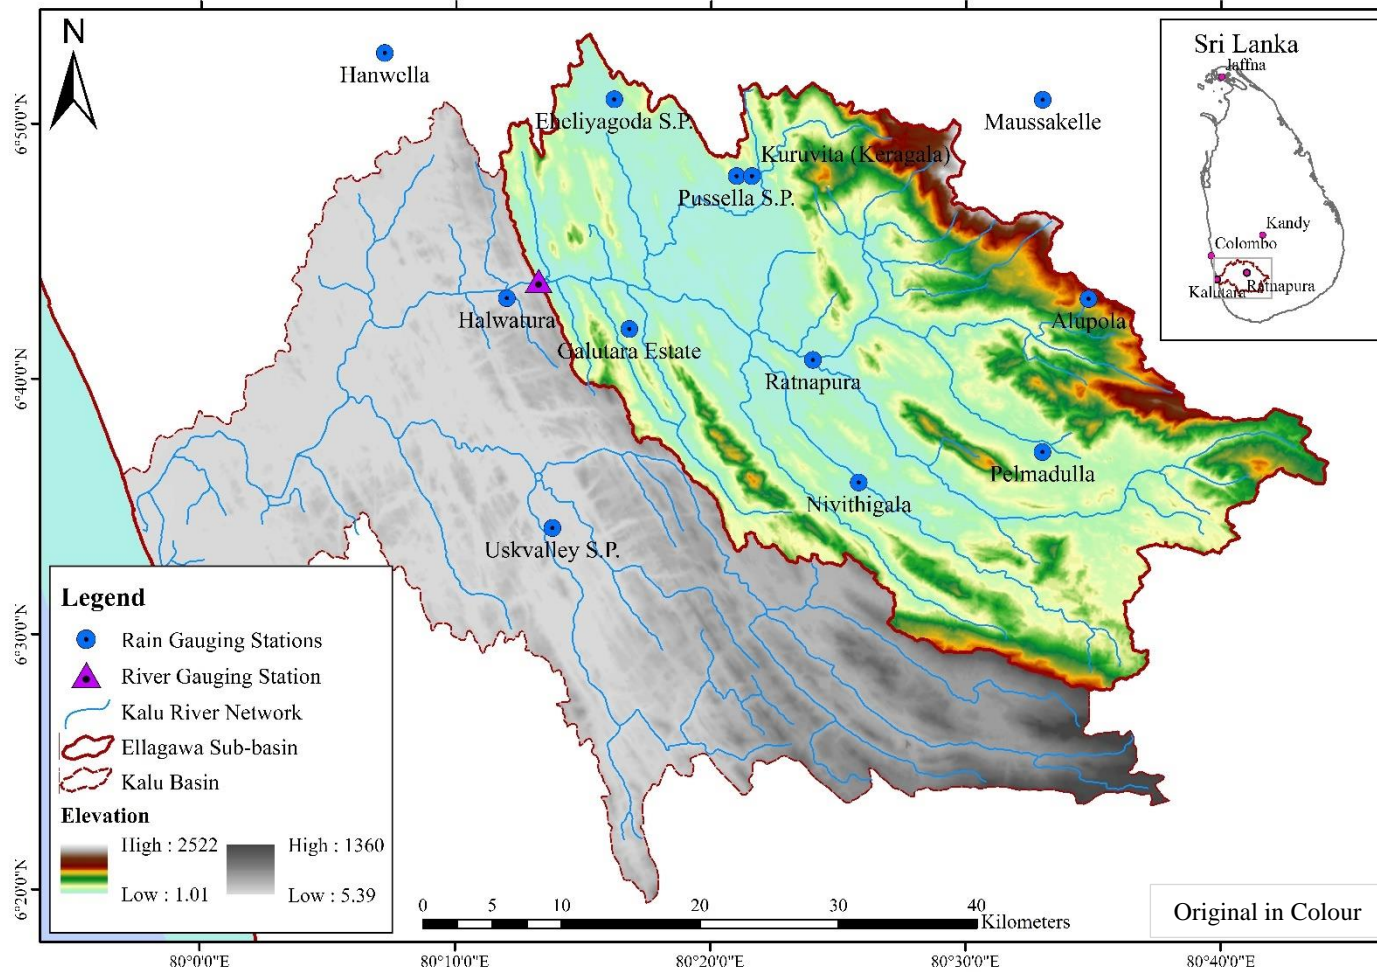 N
Hanwella
Eheliyagoda S.P.
Maussakelle
Kuruvita (Keragala)
Pussella S.P.
Halwatura
Galutara Estate
Alupola
Ratnapura
Pelmadulla
Nivithigala
Uskvalley S.P.
Sri Lanka
Jaffna
Kandy
Colombo
Kalutara
Ratnapura
6°50'0"N
6°40'0"N
6°30'0"N
6°20'0"N
Legend
Rain Gauging Stations
River Gauging Station
Kalu River Network
Ellagawa Sub-basin
Kalu Basin
Elevation
High : 2522
Low : 1.01
High : 1360
Low : 5.39
0 5 10 20 30 40
Kilometers
Original in Colour
80°0'0"E 80°10'0"E 80°20'0"E 80°30'0"E 80°40'0"E